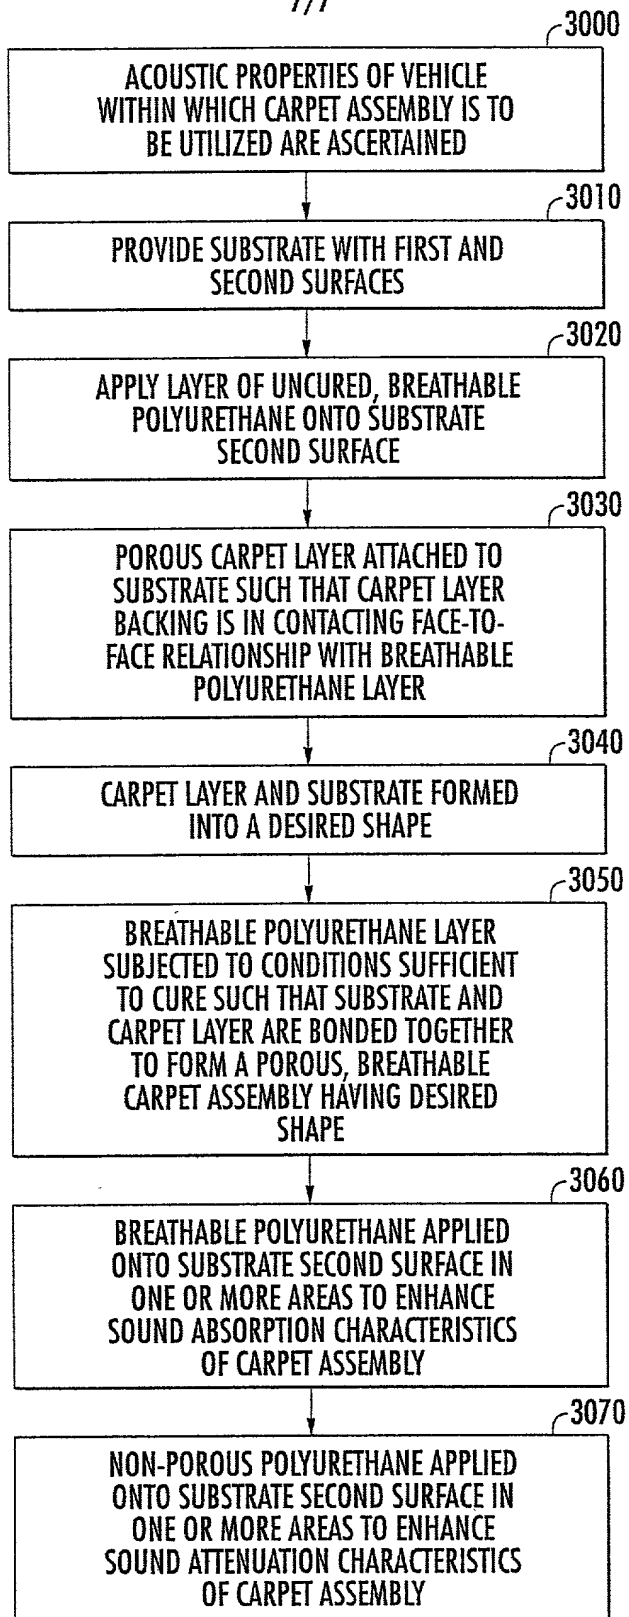 7/7
3000
ACOUSTIC PROPERTIES OF VEHICLE
WITHIN WHICH CARPET ASSEMBLY IS TO
BE UTILIZED ARE ASCERTAINED
3010
PROVIDE SUBSTRATE WITH FIRST AND
SECOND SURFACES
3020
APPLY LAYER OF UNCURED, BREATHABLE
POLYURETHANE ONTO SUBSTRATE
SECOND SURFACE
3030
POROUS CARPET LAYER ATTACHED TO
SUBSTRATE SUCH THAT CARPET LAYER
BACKING IS IN CONTACTING FACE-TO-
FACE RELATIONSHIP WITH BREATHABLE
POLYURETHANE LAYER
3040
CARPET LAYER AND SUBSTRATE FORMED
INTO A DESIRED SHAPE
3050
BREATHABLE POLYURETHANE LAYER
SUBJECTED TO CONDITIONS SUFFICIENT
TO CURE SUCH THAT SUBSTRATE AND
CARPET LAYER ARE BONDED TOGETHER
TO FORM A POROUS, BREATHABLE
CARPET ASSEMBLY HAVING DESIRED
SHAPE
3060
BREATHABLE POLYURETHANE APPLIED
ONTO SUBSTRATE SECOND SURFACE IN
ONE OR MORE AREAS TO ENHANCE
SOUND ABSORPTION CHARACTERISTICS
OF CARPET ASSEMBLY
3070
NON-POROUS POLYURETHANE APPLIED
ONTO SUBSTRATE SECOND SURFACE IN
ONE OR MORE AREAS TO ENHANCE
SOUND ATTENUATION CHARACTERISTICS
OF CARPET ASSEMBLY